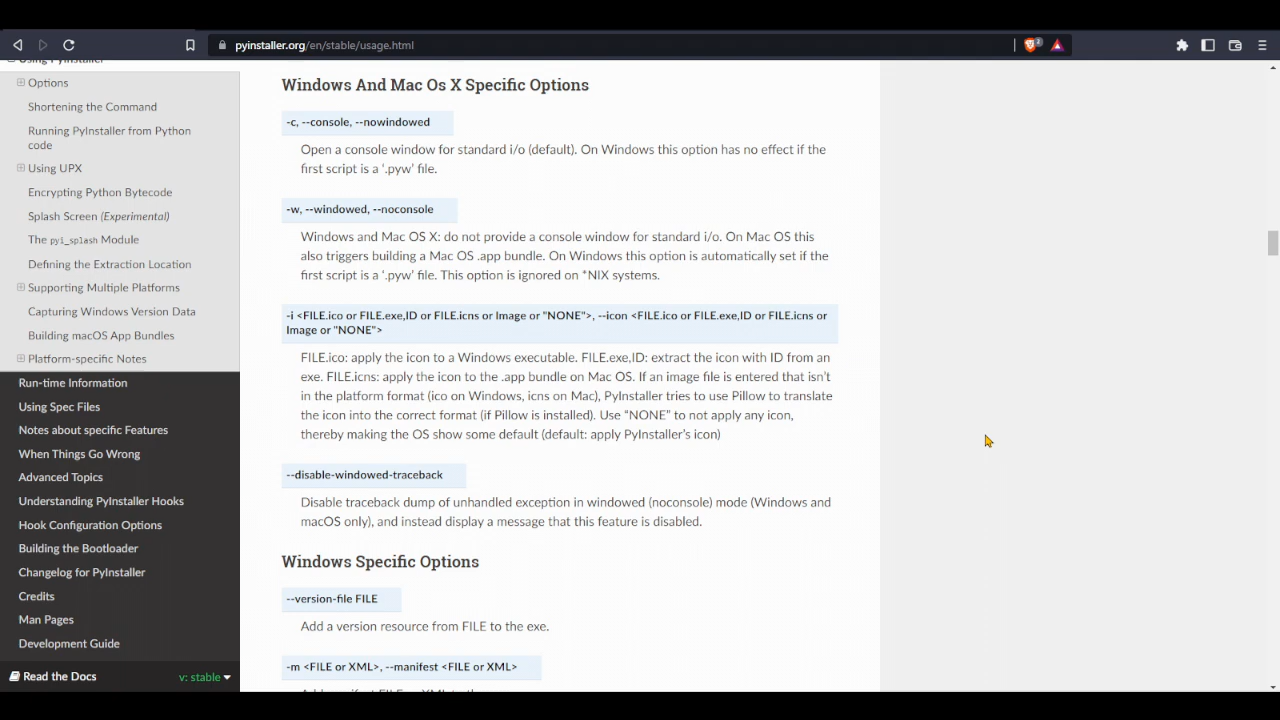 pyinstaller.org/en/stable/usage.html
2
Using PyInstaller
Options
Shortening the Command
Running PyInstaller from Python
code
Using UPX
Encrypting Python Bytecode
Splash Screen (Experimental)
The pyi_splash Module
Defining the Extraction Location
Supporting Multiple Platforms
Capturing Windows Version Data
Building macOS App Bundles
Platform-specific Notes
Run-time Information
Using Spec Files
Notes about specific Features
When Things Go Wrong
Advanced Topics
Understanding PyInstaller Hooks
Hook Configuration Options
Building the Bootloader
Changelog for PyInstaller
Credits
Man Pages
Development Guide
Read the Docs
v: stable
Windows And Mac Os X Specific Options
-c, --console, --nowindowed
Open a console window for standard i/o (default). On Windows this option has no effect if the
first script is a ‘.pyw’ file.
-w, --windowed, --noconsole
Windows and Mac OS X: do not provide a console window for standard i/o. On Mac OS this
also triggers building a Mac OS .app bundle. On Windows this option is automatically set if the
first script is a ‘.pyw’ file. This option is ignored on *NIX systems.
-i <FILE.ico or FILE.exe,ID or FILE.icns or Image or "NONE">, --icon <FILE.ico or FILE.exe,ID or FILE.icns or
Image or "NONE">
FILE.ico: apply the icon to a Windows executable. FILE.exe,ID: extract the icon with ID from an
exe. FILE.icns: apply the icon to the .app bundle on Mac OS. If an image file is entered that isn’t
in the platform format (ico on Windows, icns on Mac), PyInstaller tries to use Pillow to translate
the icon into the correct format (if Pillow is installed). Use “NONE” to not apply any icon,
thereby making the OS show some default (default: apply PyInstaller’s icon)
--disable-windowed-traceback
Disable traceback dump of unhandled exception in windowed (noconsole) mode (Windows and
macOS only), and instead display a message that this feature is disabled.
Windows Specific Options
--version-file FILE
Add a version resource from FILE to the exe.
-m <FILE or XML>, --manifest <FILE or XML>